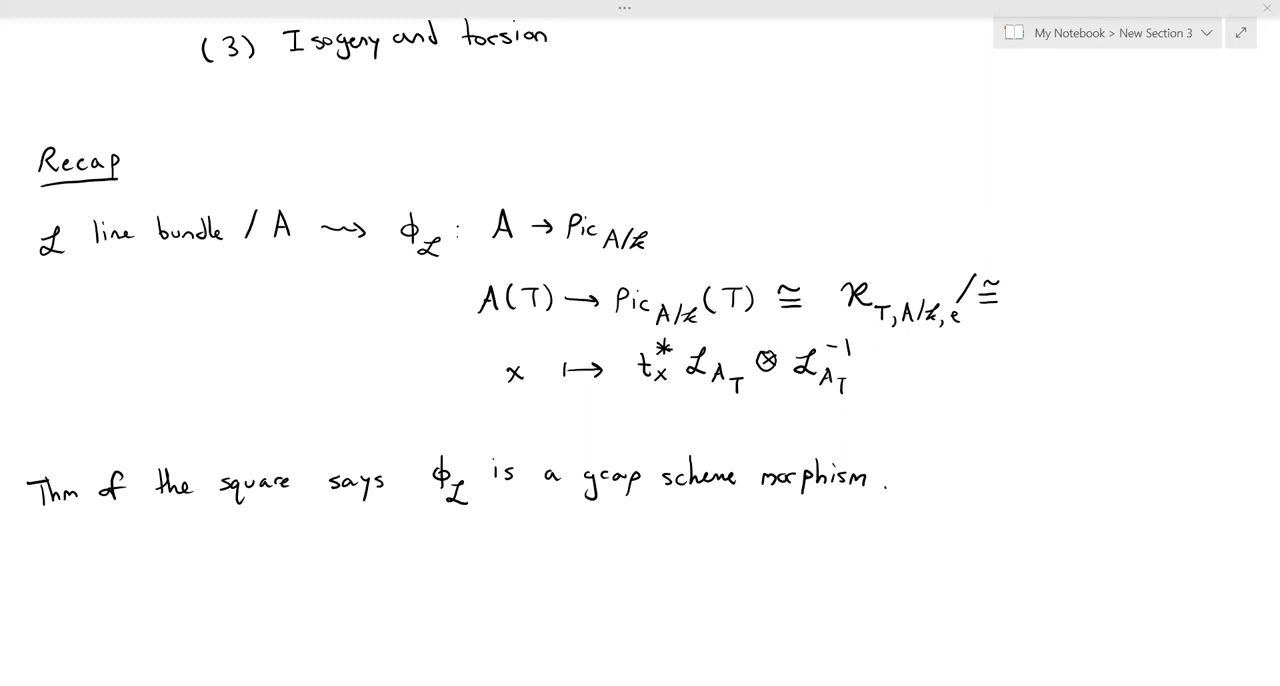 (3) Isogeny and torsion
My Notebook > New Section 3
Recap
ℒ line bundle / A ⇝ ϕ_ℒ : A → Pic_{A/k}
A(T) → Pic_{A/k}(T) ≅ ℛ_{T, A/k, e} / ≅
x ↦ t_x^* ℒ_{A_T} ⊗ ℒ_{A_T}^{-1}
Thm of the square says ϕ_ℒ is a group scheme morphism.